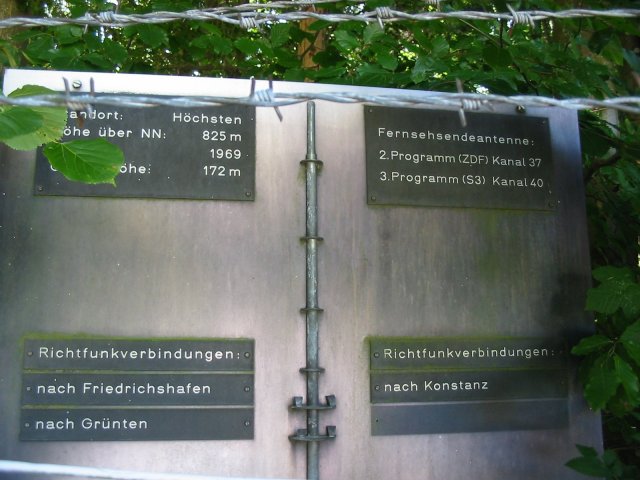 andort: Höchsten
öhe über NN: 825 m
1969
höhe: 172 m
Fernsehsendeantenne:
2. Programm (ZDF) Kanal 37
3. Programm (S3) Kanal 40
Richtfunkverbindungen:
nach Friedrichshafen
nach Grünten
Richtfunkverbindungen:
nach Konstanz